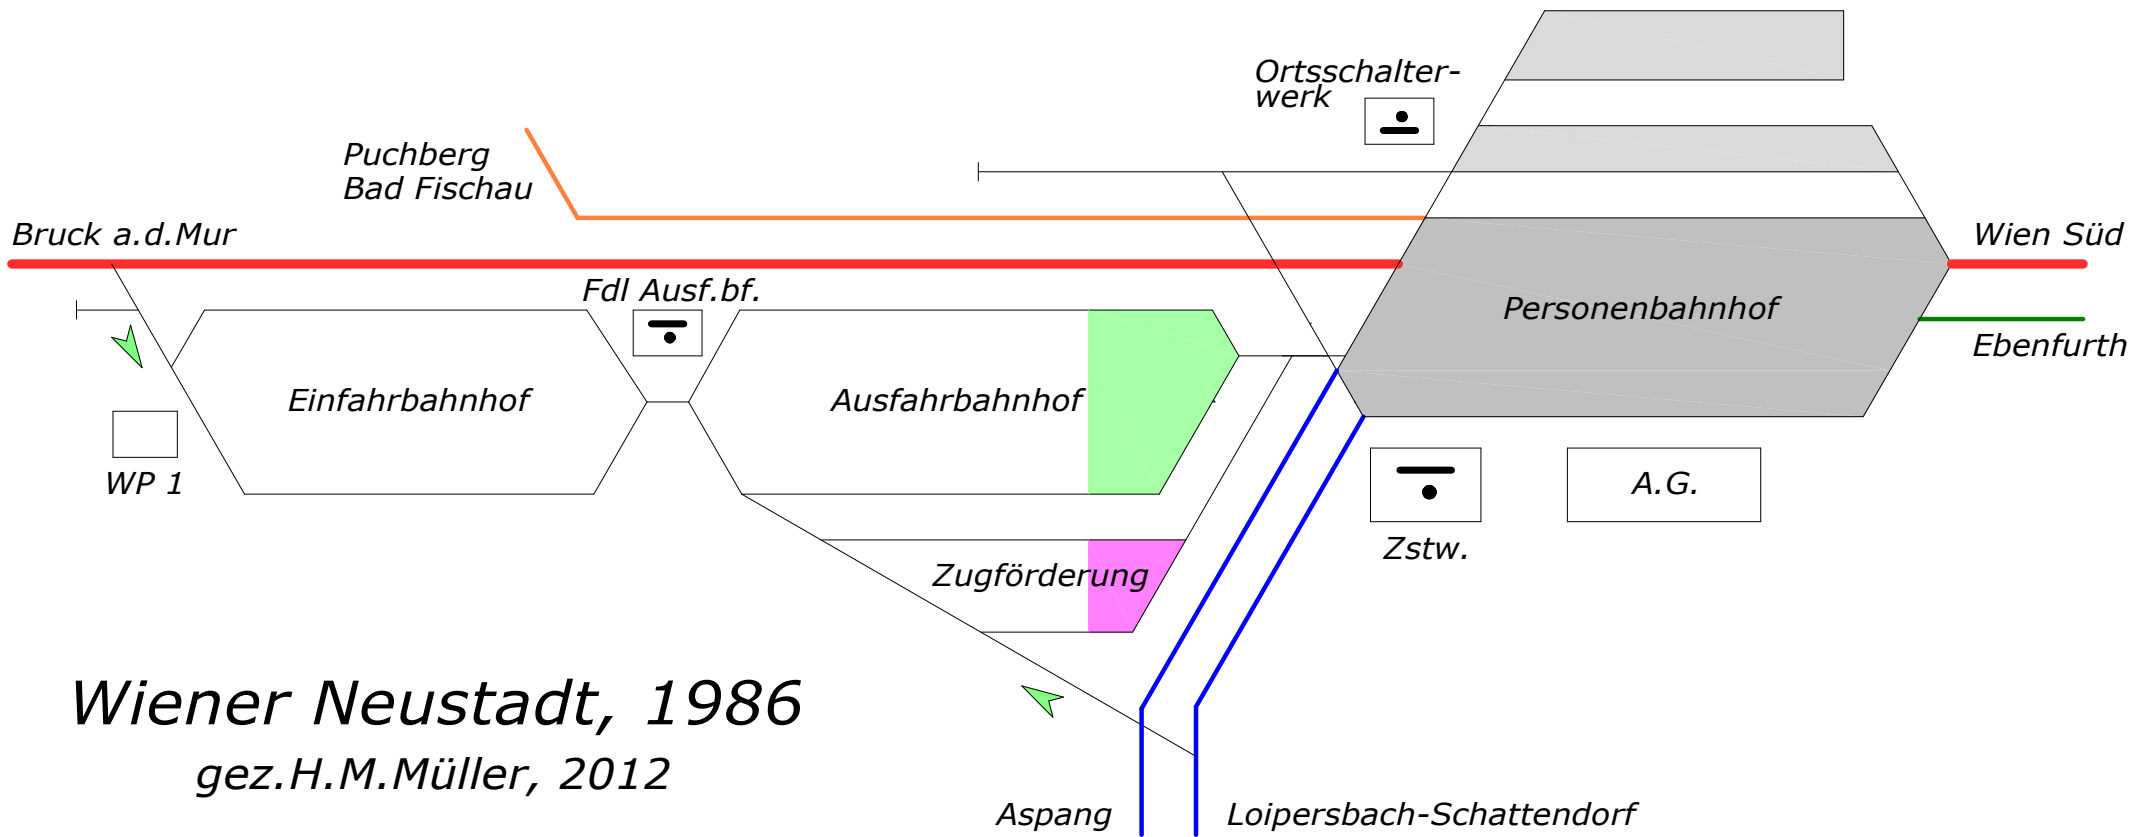 Ortsschalter-
werk
Puchberg
Bad Fischau
Bruck a.d.Mur
Wien Süd
Fdl Ausf.bf.
Personenbahnhof
Ebenfurth
Einfahrbahnhof
Ausfahrbahnhof
WP 1
A.G.
Zstw.
Zugförderung
Wiener Neustadt, 1986
gez.H.M.Müller, 2012
Aspang
Loipersbach-Schattendorf